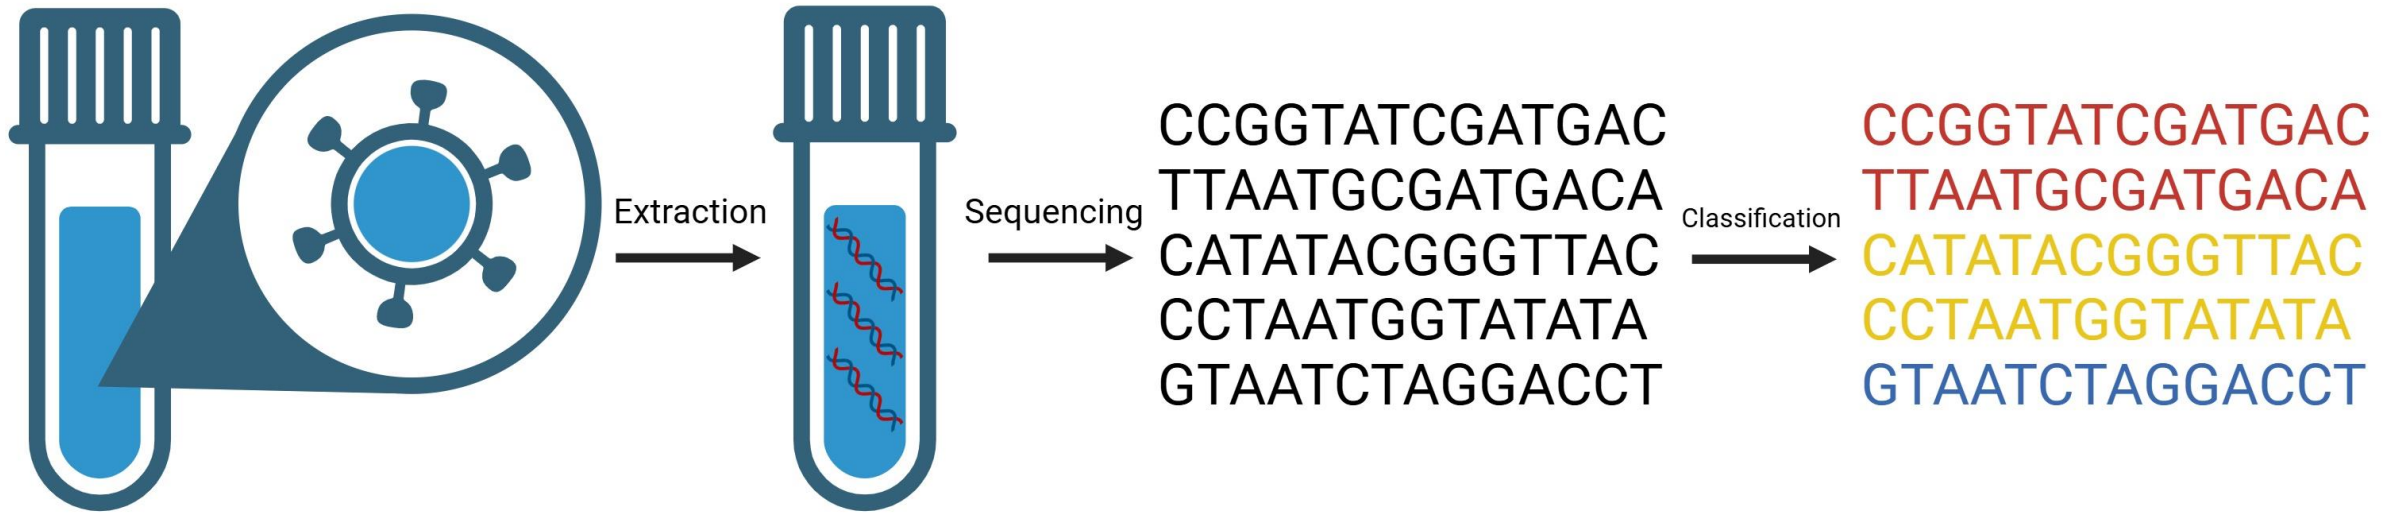 Extraction
Sequencing
CCGGTATCGATGAC
TTAATGCGATGACA
CATATACGGGTTAC
CCTAATGGTATATA
GTAATCTAGGACCT
Classification
CCGGTATCGATGAC
TTAATGCGATGACA
CATATACGGGTTAC
CCTAATGGTATATA
GTAATCTAGGACCT